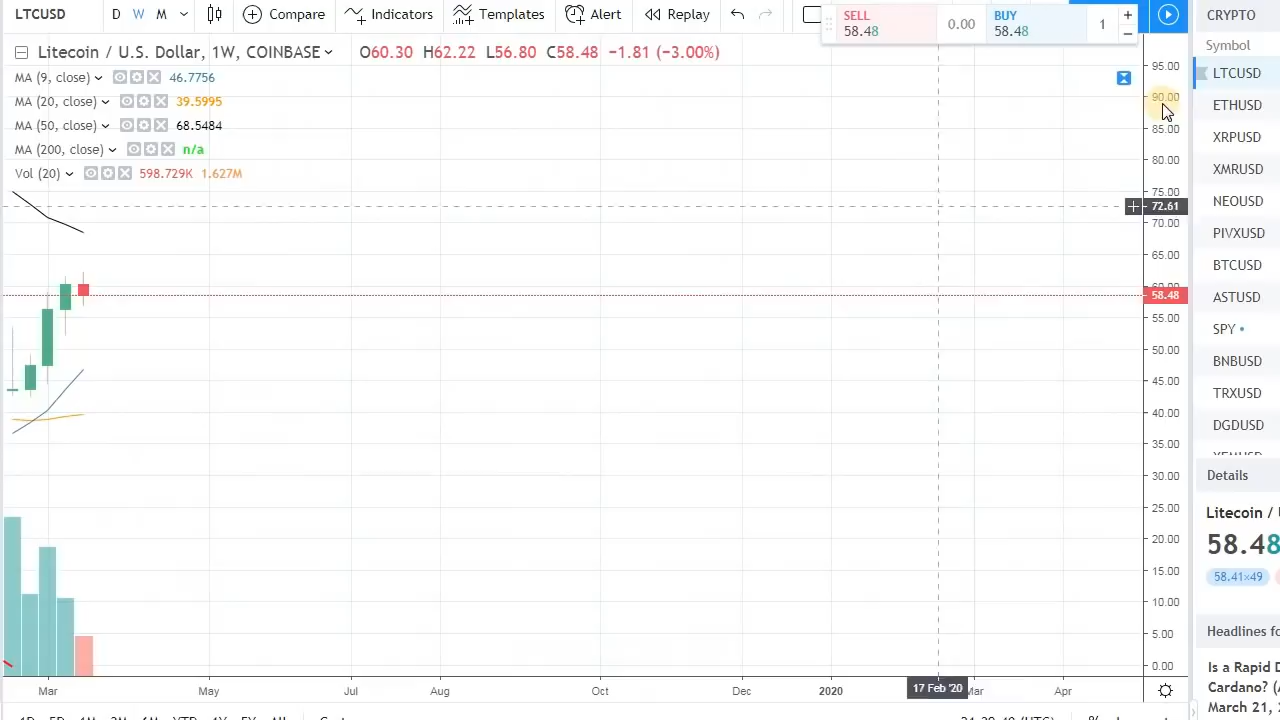 LTCUSD D W M Compare Indicators Templates Alert Replay
SELL 58.48 0.00 BUY 58.48 1
Litecoin / U.S. Dollar, 1W, COINBASE O60.30 H62.22 L56.80 C58.48 −1.81 (−3.00%)
MA (9, close) 46.7756
MA (20, close) 39.5995
MA (50, close) 68.5484
MA (200, close) n/a
Vol (20) 598.729K 1.627M
95.00
90.00
85.00
80.00
75.00
72.61
70.00
65.00
60.00
58.48
55.00
50.00
45.00
40.00
35.00
30.00
25.00
20.00
15.00
10.00
5.00
0.00
Mar May Jul Aug Oct Dec 2020 17 Feb '20 Mar Apr
CRYPTO
Symbol
LTCUSD
ETHUSD
XRPUSD
XMRUSD
NEOUSD
PIVXUSD
BTCUSD
ASTUSD
SPY
BNBUSD
TRXUSD
DGDUSD
Details
Litecoin /
58.48
58.41×49
Headlines fo
Is a Rapid D
Cardano? (A
March 21, 2